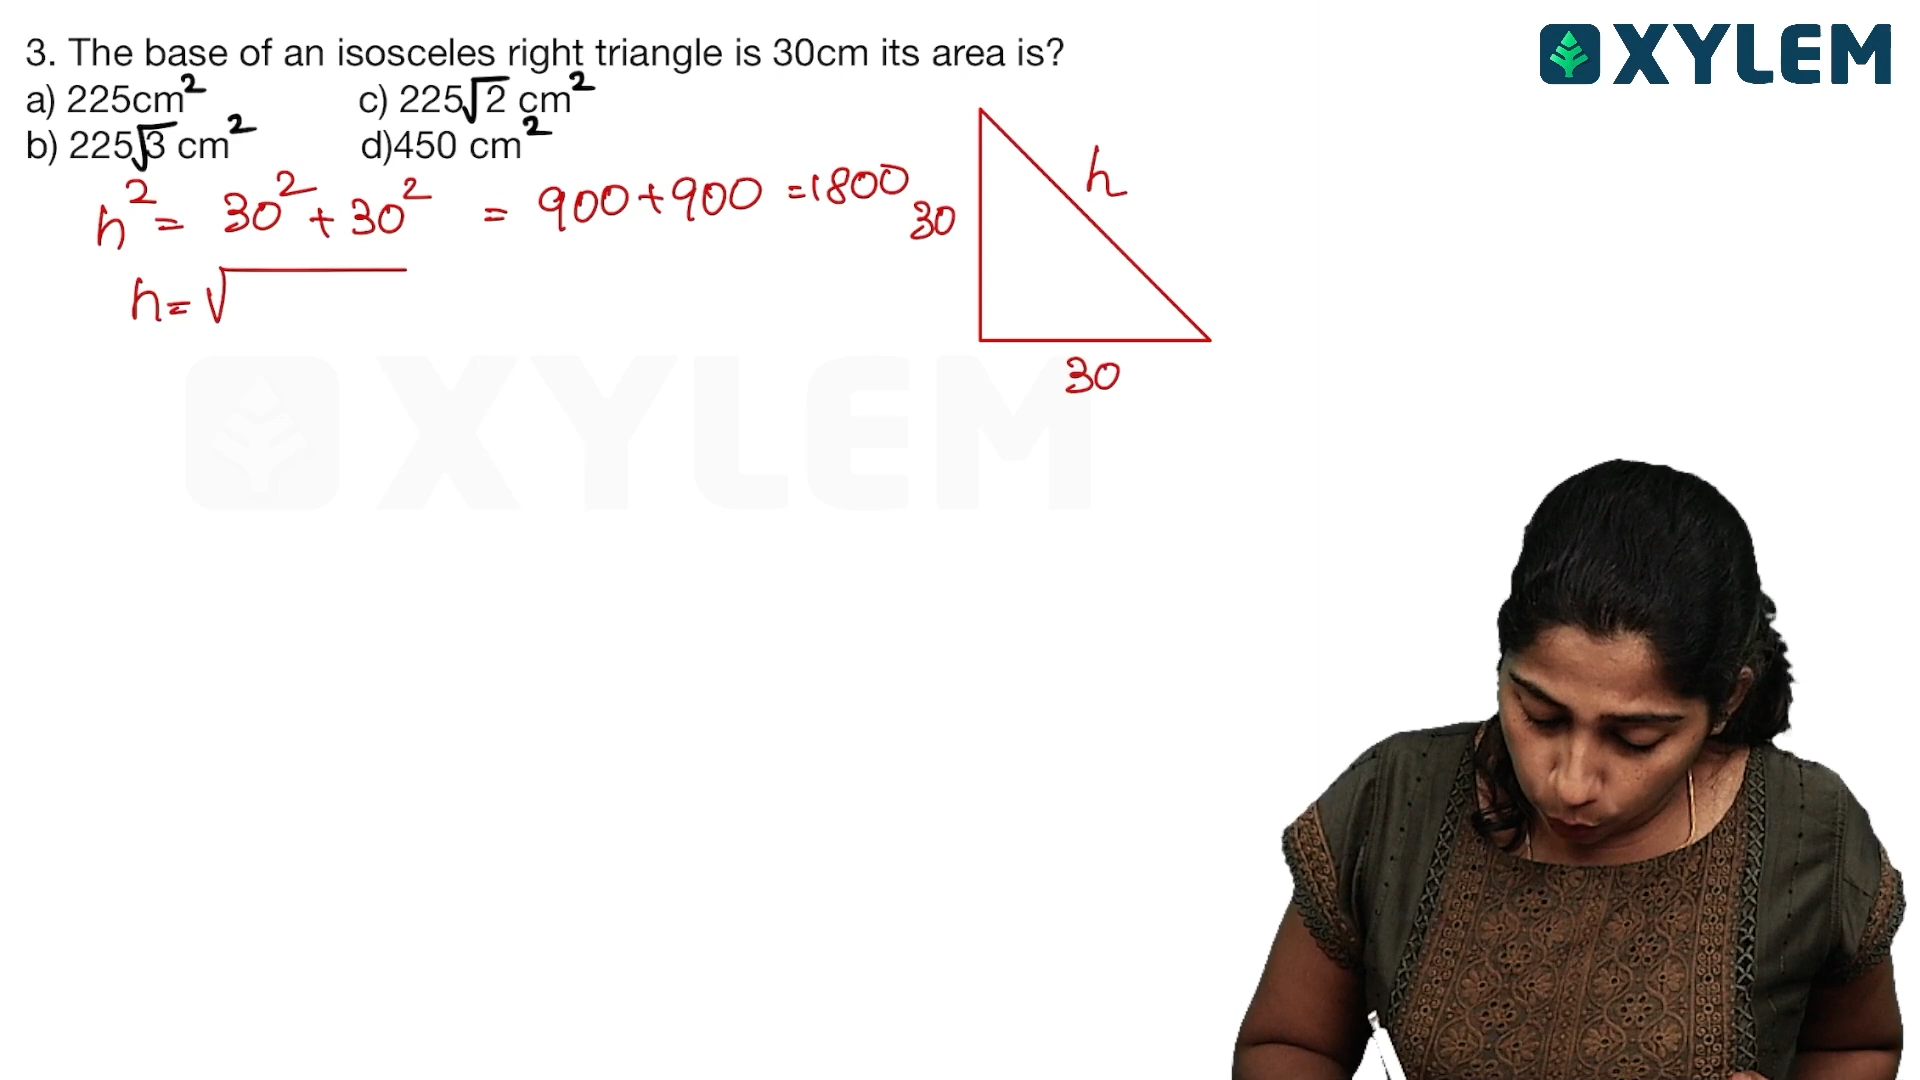 XYLEM
3. The base of an isosceles right triangle is 30cm its area is?
a) 225cm² c) 225√2 cm²
b) 225√3 cm² d)450 cm²
h² = 30² + 30² = 900+900 =1800
h=√
h
30
30
XYLEM